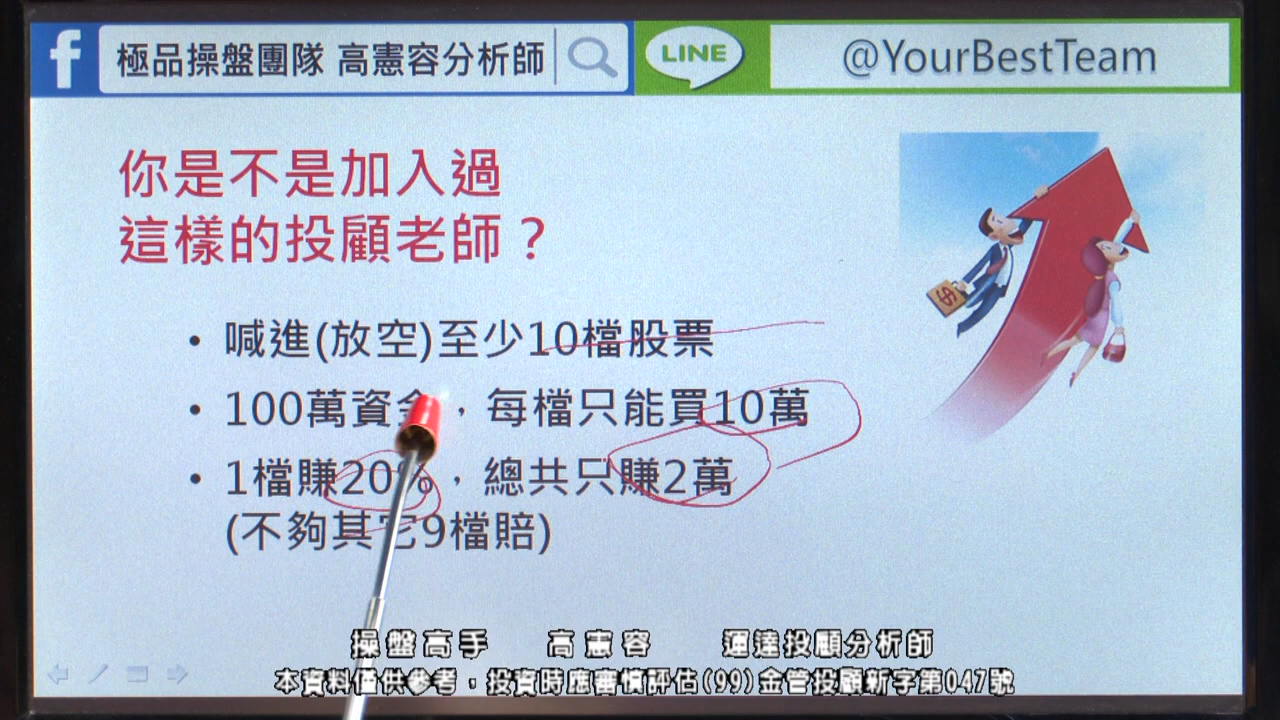 f 極品操盤團隊 高憲容分析師 LINE @YourBestTeam
你是不是加入過
這樣的投顧老師？
• 喊進(放空)至少10檔股票
• 100萬資金，每檔只能買10萬
• 1檔賺20%，總共只賺2萬
(不夠其它9檔賠)
操盤高手 高憲容 運達投顧分析師
本資料僅供參考，投資時應審慎評估(99)金管投顧新字第047號